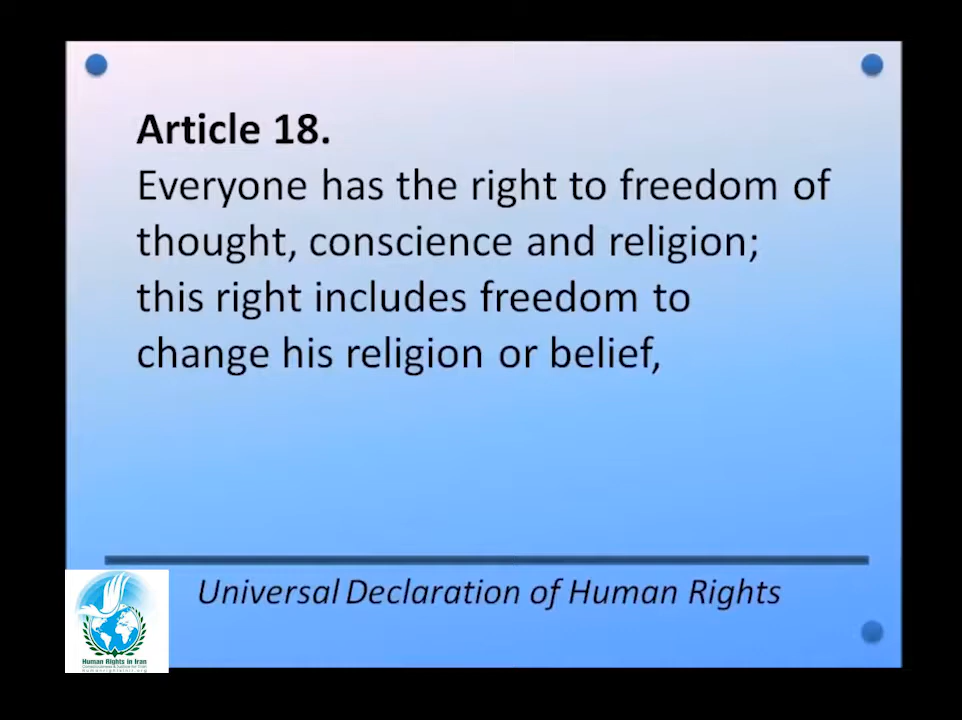 Article 18.
Everyone has the right to freedom of
thought, conscience and religion;
this right includes freedom to
change his religion or belief,
Universal Declaration of Human Rights
Human Rights in Iran